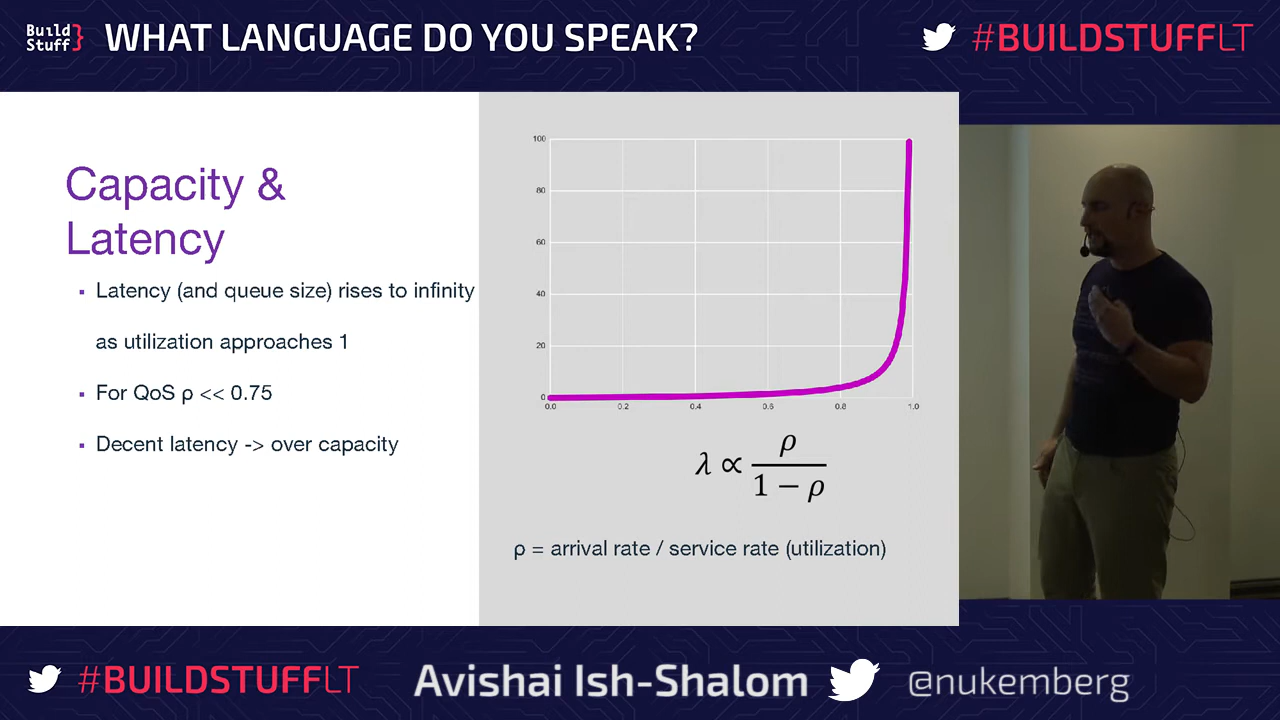 Build
Stuff}
WHAT LANGUAGE DO YOU SPEAK?
#BUILDSTUFFLT
Capacity &
Latency
▪ Latency (and queue size) rises to infinity
as utilization approaches 1
▪ For QoS ρ << 0.75
▪ Decent latency -> over capacity
100
80
60
40
20
0
0.0 0.2 0.4 0.6 0.8 1.0
λ ∝ ρ / (1 − ρ)
ρ = arrival rate / service rate (utilization)
#BUILDSTUFFLT
Avishai Ish-Shalom
@nukemberg